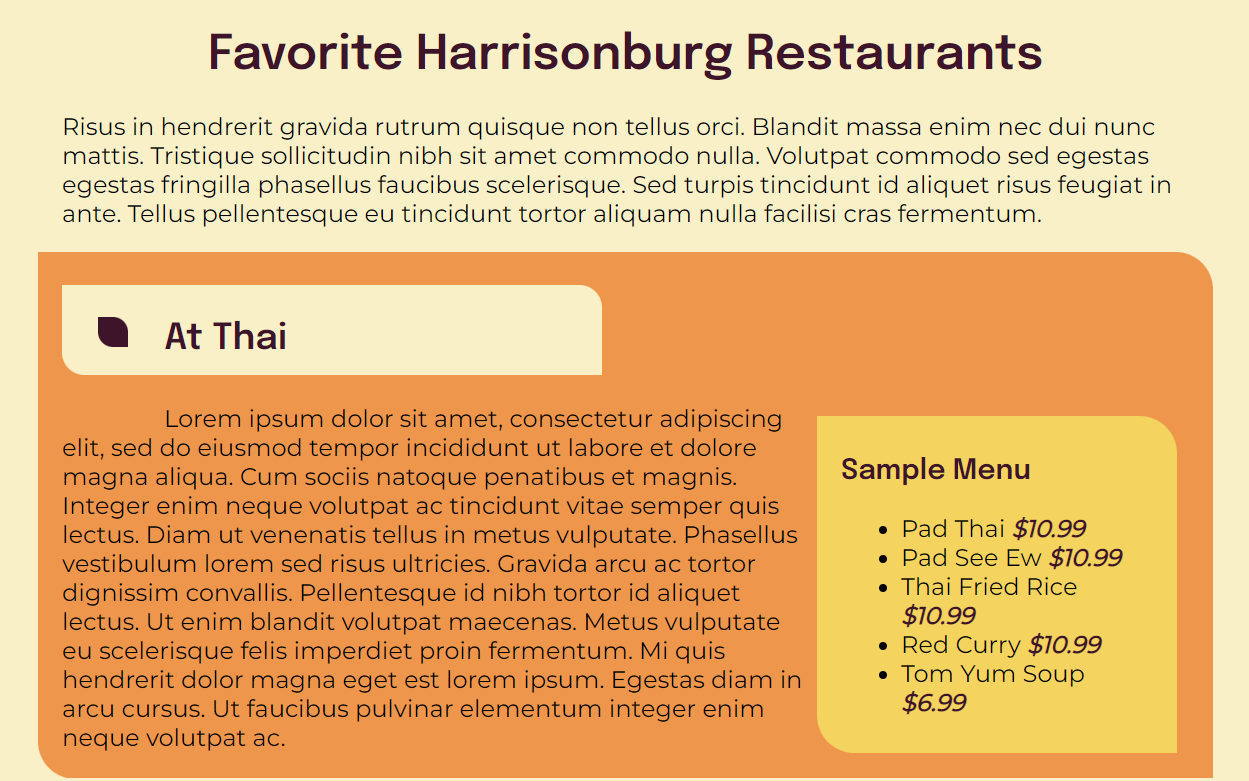 Favorite Harrisonburg Restaurants
Risus in hendrerit gravida rutrum quisque non tellus orci. Blandit massa enim nec dui nunc
mattis. Tristique sollicitudin nibh sit amet commodo nulla. Volutpat commodo sed egestas
egestas fringilla phasellus faucibus scelerisque. Sed turpis tincidunt id aliquet risus feugiat in
ante. Tellus pellentesque eu tincidunt tortor aliquam nulla facilisi cras fermentum.
At Thai
Lorem ipsum dolor sit amet, consectetur adipiscing
elit, sed do eiusmod tempor incididunt ut labore et dolore
magna aliqua. Cum sociis natoque penatibus et magnis.
Integer enim neque volutpat ac tincidunt vitae semper quis
lectus. Diam ut venenatis tellus in metus vulputate. Phasellus
vestibulum lorem sed risus ultricies. Gravida arcu ac tortor
dignissim convallis. Pellentesque id nibh tortor id aliquet
lectus. Ut enim blandit volutpat maecenas. Metus vulputate
eu scelerisque felis imperdiet proin fermentum. Mi quis
hendrerit dolor magna eget est lorem ipsum. Egestas diam in
arcu cursus. Ut faucibus pulvinar elementum integer enim
neque volutpat ac.
Sample Menu
• Pad Thai $10.99
• Pad See Ew $10.99
• Thai Fried Rice
$10.99
• Red Curry $10.99
• Tom Yum Soup
$6.99